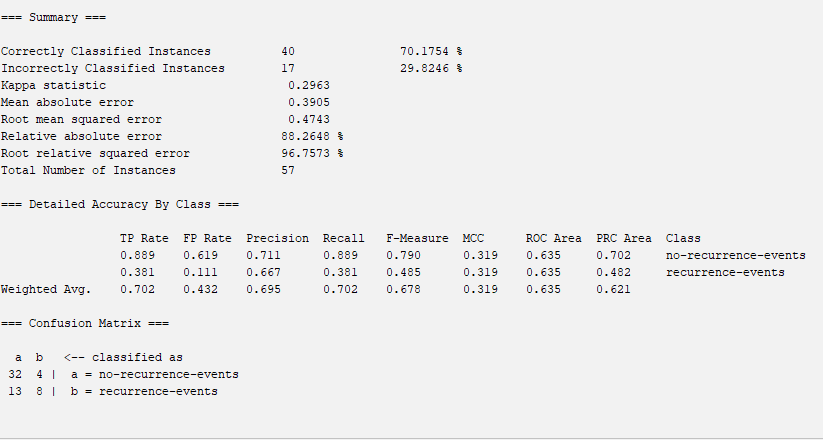 === Summary ===
Correctly Classified Instances 40 70.1754 %
Incorrectly Classified Instances 17 29.8246 %
Kappa statistic 0.2963
Mean absolute error 0.3905
Root mean squared error 0.4743
Relative absolute error 88.2648 %
Root relative squared error 96.7573 %
Total Number of Instances 57
=== Detailed Accuracy By Class ===
TP Rate FP Rate Precision Recall F-Measure MCC ROC Area PRC Area Class
0.889 0.619 0.711 0.889 0.790 0.319 0.635 0.702 no-recurrence-events
0.381 0.111 0.667 0.381 0.485 0.319 0.635 0.482 recurrence-events
Weighted Avg. 0.702 0.432 0.695 0.702 0.678 0.319 0.635 0.621
=== Confusion Matrix ===
a b <-- classified as
32 4 | a = no-recurrence-events
13 8 | b = recurrence-events